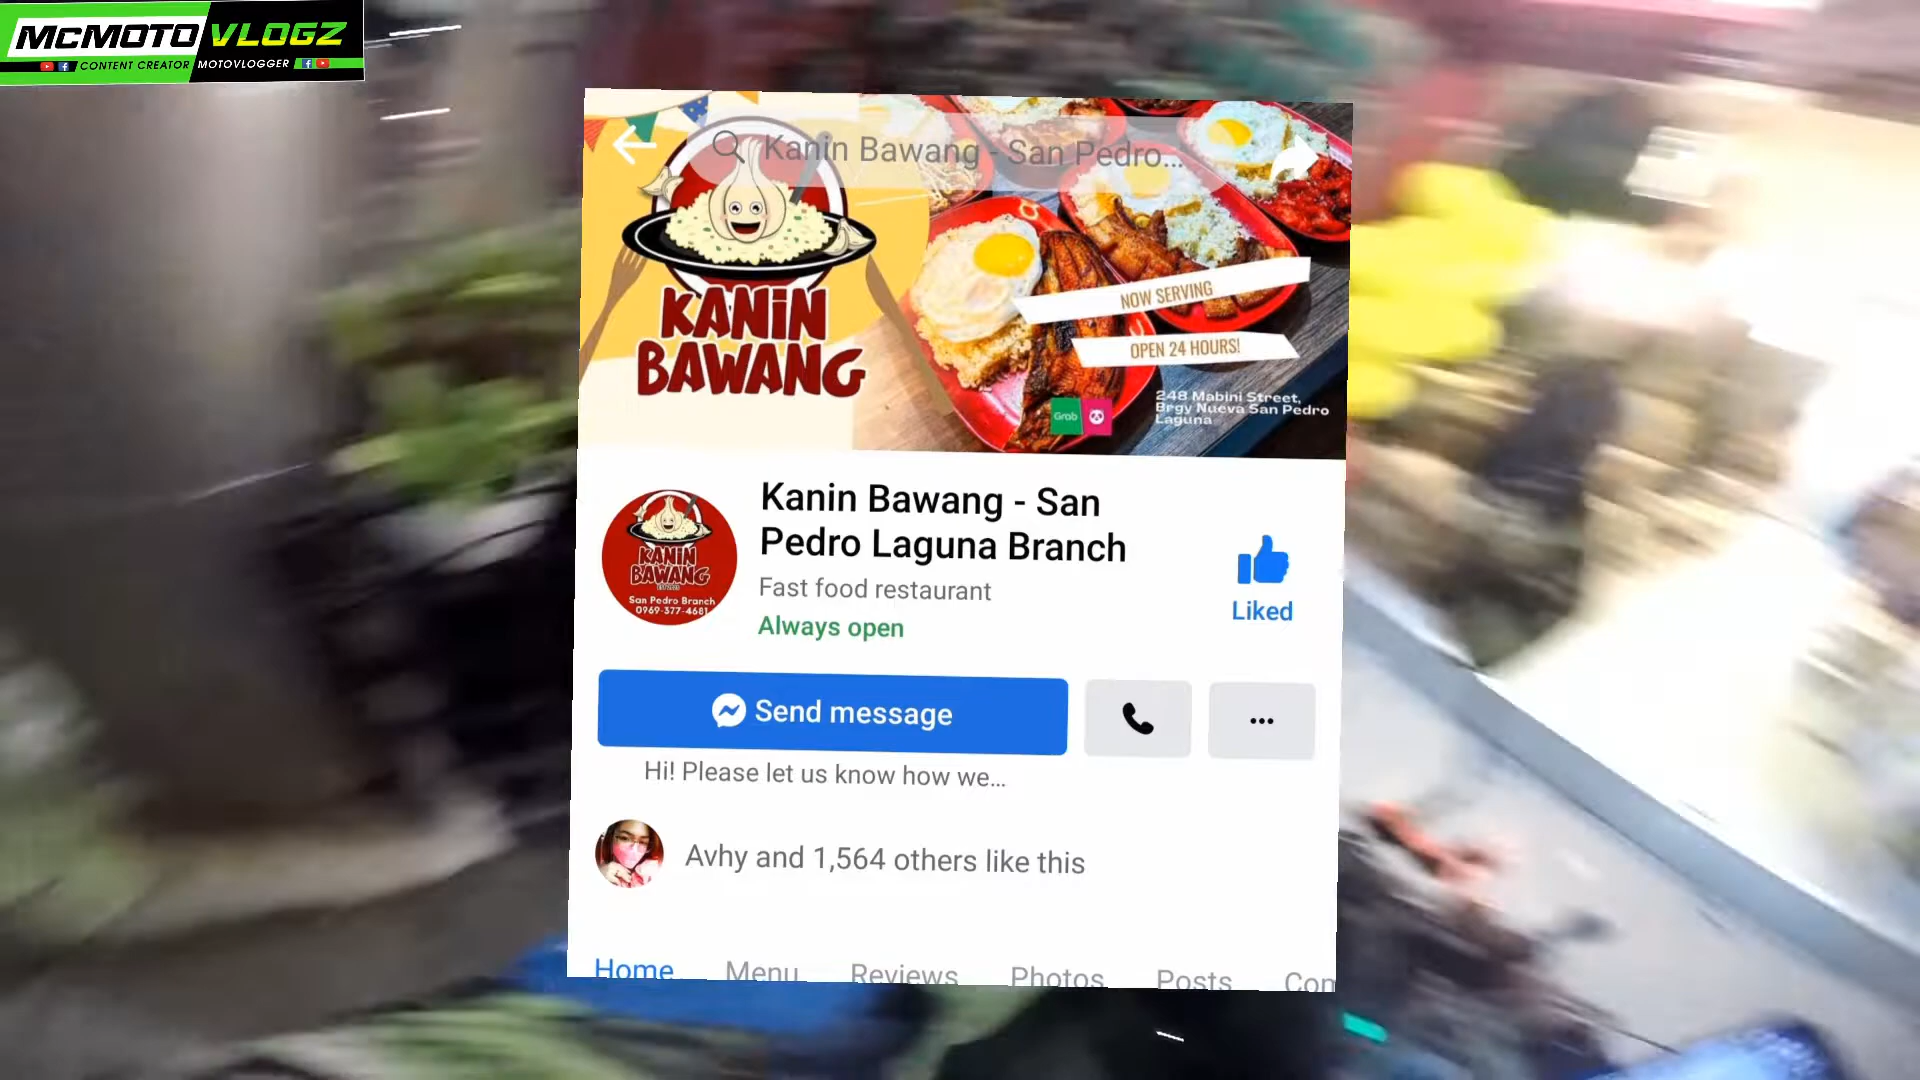 McMOTO VLOGZ
CONTENT CREATOR MOTOVLOGGER
Kanin Bawang - San Pedro...
KANIN
BAWANG
NOW SERVING
OPEN 24 HOURS!
Grab
248 Mabini Street,
Brgy Nueva San Pedro
Laguna
Kanin Bawang - San
Pedro Laguna Branch
Fast food restaurant
Always open
Liked
KANIN
BAWANG
San Pedro Branch
0969-377-4681
Send message
Hi! Please let us know how we...
Avhy and 1,564 others like this
Home Menu Reviews Photos Posts Com